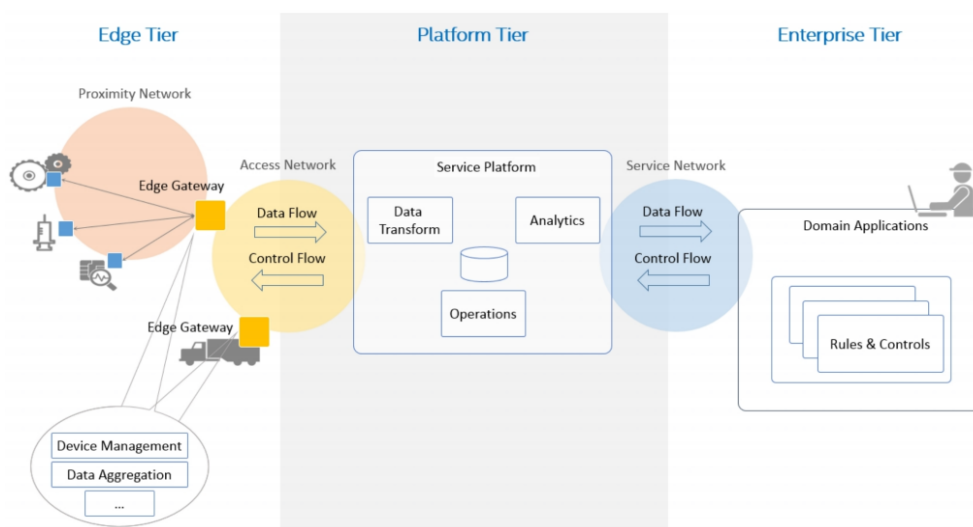 Edge Tier
Platform Tier
Enterprise Tier
Proximity Network
Access Network
Service Platform
Service Network
Edge Gateway
Data Flow
Control Flow
Data
Transform
Analytics
Operations
Data Flow
Control Flow
Domain Applications
Rules & Controls
Edge Gateway
Device Management
Data Aggregation
...